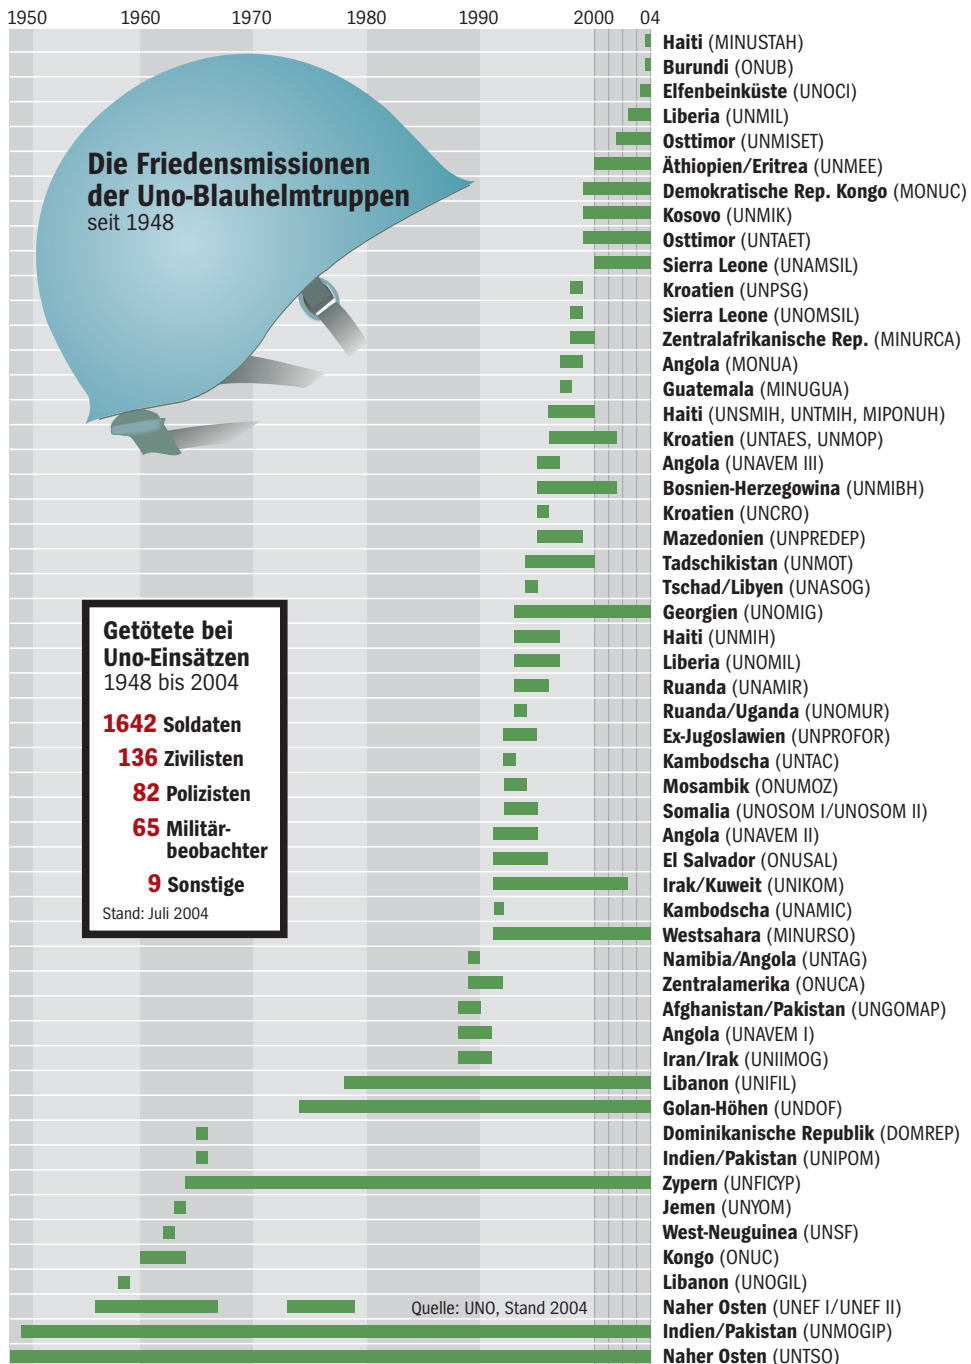 1950 1960 1970 1980 1990 2000 04
Die Friedensmissionen
der Uno-Blauhelmtruppen
seit 1948
Haiti (MINUSTAH)
Burundi (ONUB)
Elfenbeinküste (UNOCI)
Liberia (UNMIL)
Osttimor (UNMISET)
Äthiopien/Eritrea (UNMEE)
Demokratische Rep. Kongo (MONUC)
Kosovo (UNMIK)
Osttimor (UNTAET)
Sierra Leone (UNAMSIL)
Kroatien (UNPSG)
Sierra Leone (UNOMSIL)
Zentralafrikanische Rep. (MINURCA)
Angola (MONUA)
Guatemala (MINUGUA)
Haiti (UNSMIH, UNTMIH, MIPONUH)
Kroatien (UNTAES, UNMOP)
Angola (UNAVEM III)
Bosnien-Herzegowina (UNMIBH)
Kroatien (UNCRO)
Mazedonien (UNPREDEP)
Tadschikistan (UNMOT)
Tschad/Libyen (UNASOG)
Georgien (UNOMIG)
Haiti (UNMIH)
Liberia (UNOMIL)
Ruanda (UNAMIR)
Ruanda/Uganda (UNOMUR)
Ex-Jugoslawien (UNPROFOR)
Kambodscha (UNTAC)
Mosambik (ONUMOZ)
Somalia (UNOSOM I/UNOSOM II)
Angola (UNAVEM II)
El Salvador (ONUSAL)
Irak/Kuweit (UNIKOM)
Kambodscha (UNAMIC)
Westsahara (MINURSO)
Namibia/Angola (UNTAG)
Zentralamerika (ONUCA)
Afghanistan/Pakistan (UNGOMAP)
Angola (UNAVEM I)
Iran/Irak (UNIIMOG)
Libanon (UNIFIL)
Golan-Höhen (UNDOF)
Dominikanische Republik (DOMREP)
Indien/Pakistan (UNIPOM)
Zypern (UNFICYP)
Jemen (UNYOM)
West-Neuguinea (UNSF)
Kongo (ONUC)
Libanon (UNOGIL)
Naher Osten (UNEF I/UNEF II)
Indien/Pakistan (UNMOGIP)
Naher Osten (UNTSO)
Getötete bei
Uno-Einsätzen
1948 bis 2004
1642 Soldaten
136 Zivilisten
82 Polizisten
65 Militär-
beobachter
9 Sonstige
Stand: Juli 2004
Quelle: UNO, Stand 2004